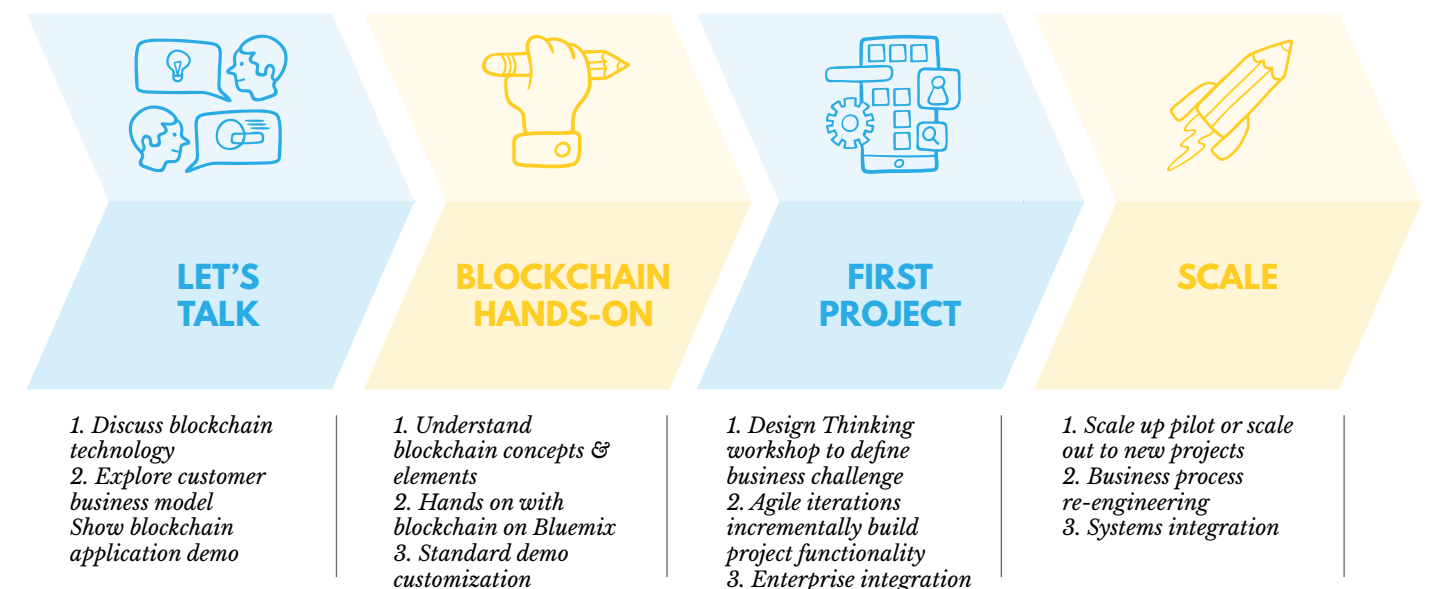 LET’S
TALK
BLOCKCHAIN
HANDS-ON
FIRST
PROJECT
SCALE
1. Discuss blockchain
technology
2. Explore customer
business model
Show blockchain
application demo
1. Understand
blockchain concepts &
elements
2. Hands on with
blockchain on Bluemix
3. Standard demo
customization
1. Design Thinking
workshop to define
business challenge
2. Agile iterations
incrementally build
project functionality
3. Enterprise integration
1. Scale up pilot or scale
out to new projects
2. Business process
re-engineering
3. Systems integration